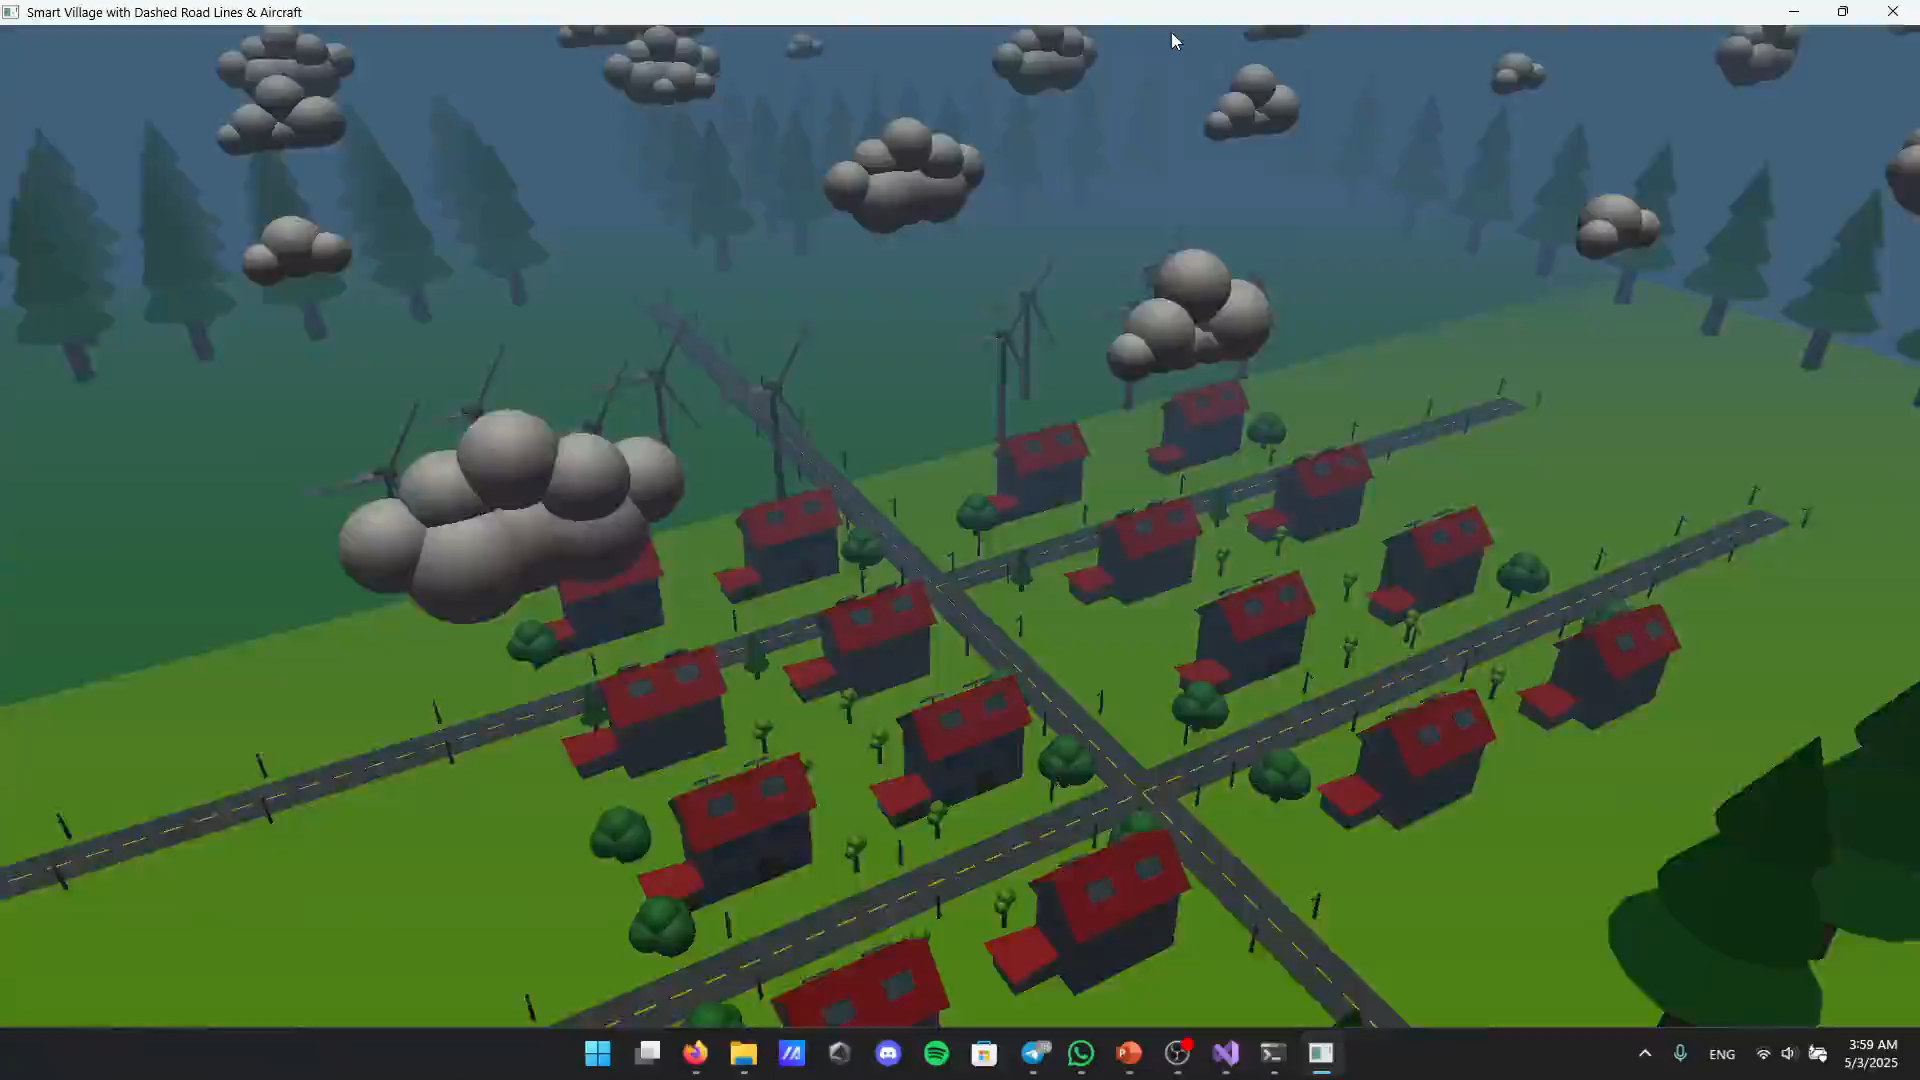 Smart Village with Dashed Road Lines & Aircraft
ENG
3:59 AM
5/3/2025